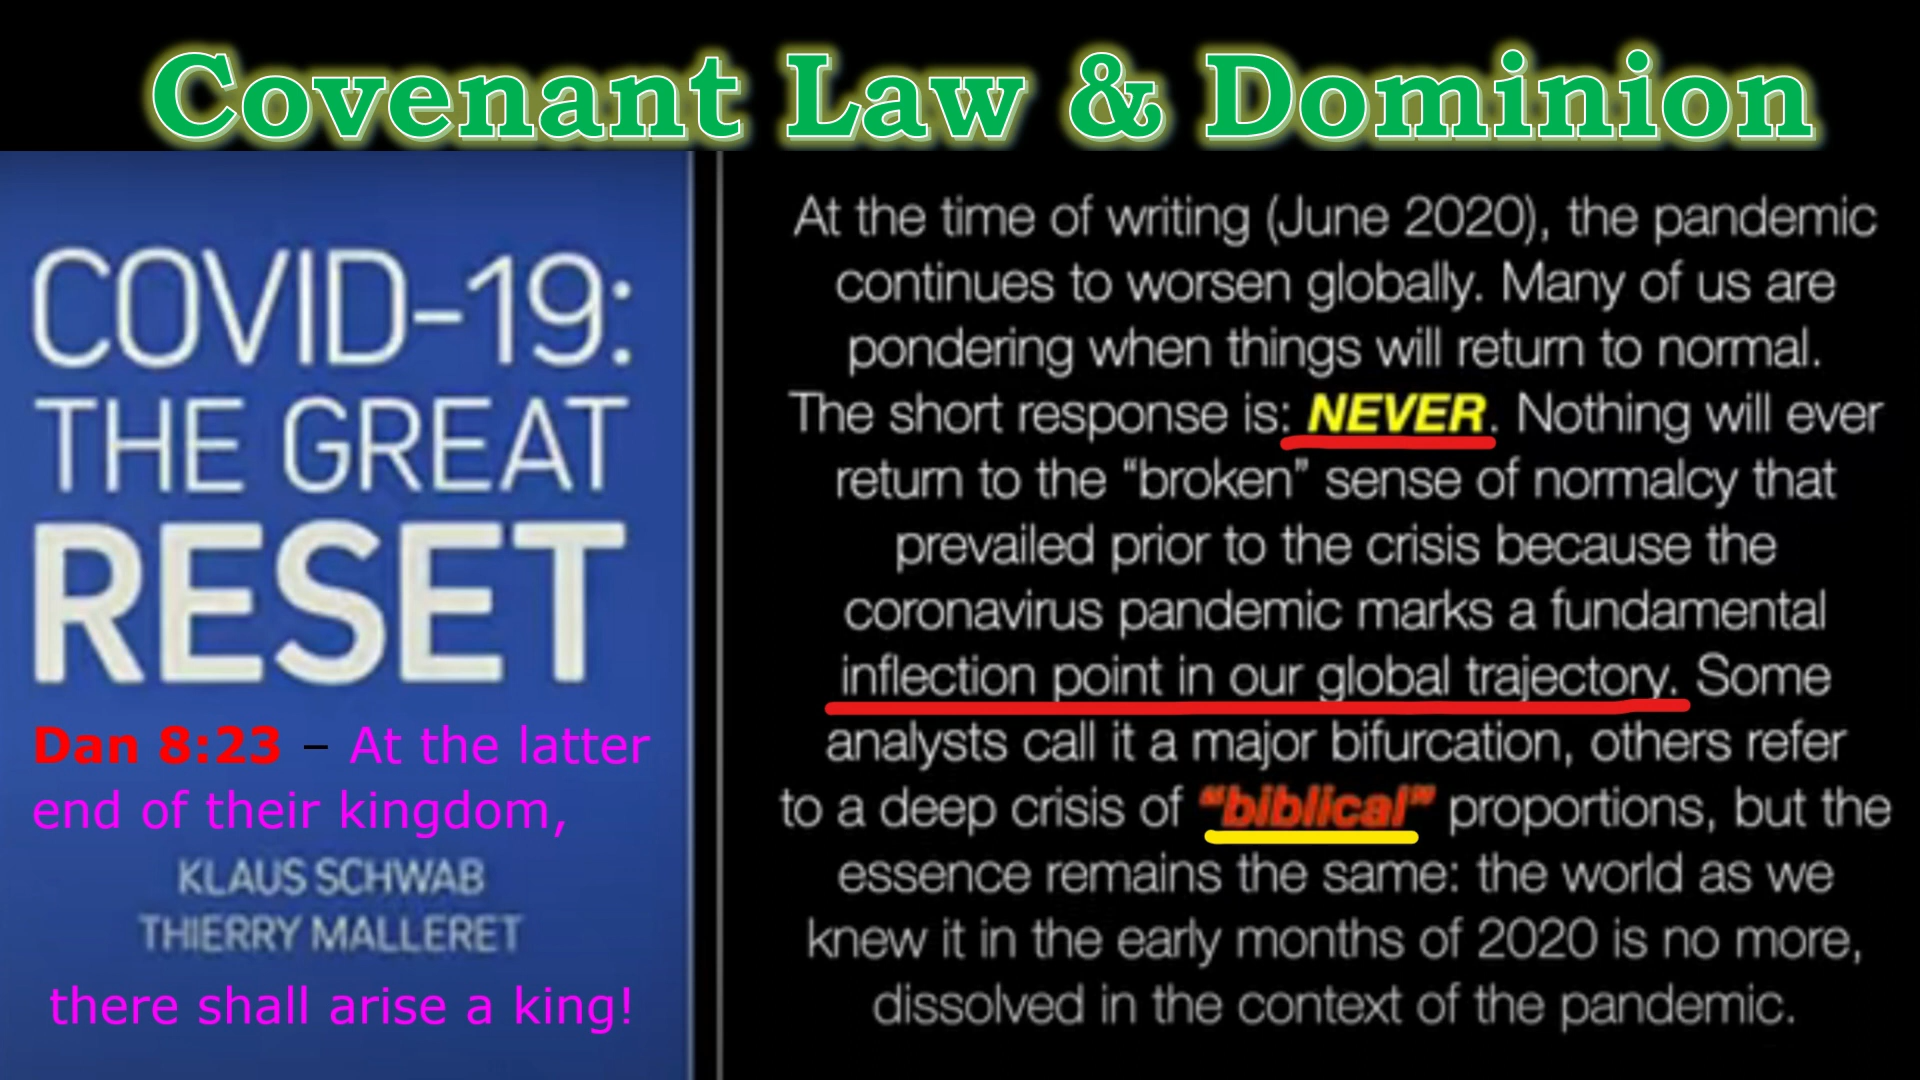 Covenant Law & Dominion
COVID-19:
THE GREAT
RESET
Dan 8:23 – At the latter
end of their kingdom,
KLAUS SCHWAB
THIERRY MALLERET
there shall arise a king!
At the time of writing (June 2020), the pandemic
continues to worsen globally. Many of us are
pondering when things will return to normal.
The short response is: NEVER. Nothing will ever
return to the “broken” sense of normalcy that
prevailed prior to the crisis because the
coronavirus pandemic marks a fundamental
inflection point in our global trajectory. Some
analysts call it a major bifurcation, others refer
to a deep crisis of “biblical” proportions, but the
essence remains the same: the world as we
knew it in the early months of 2020 is no more,
dissolved in the context of the pandemic.